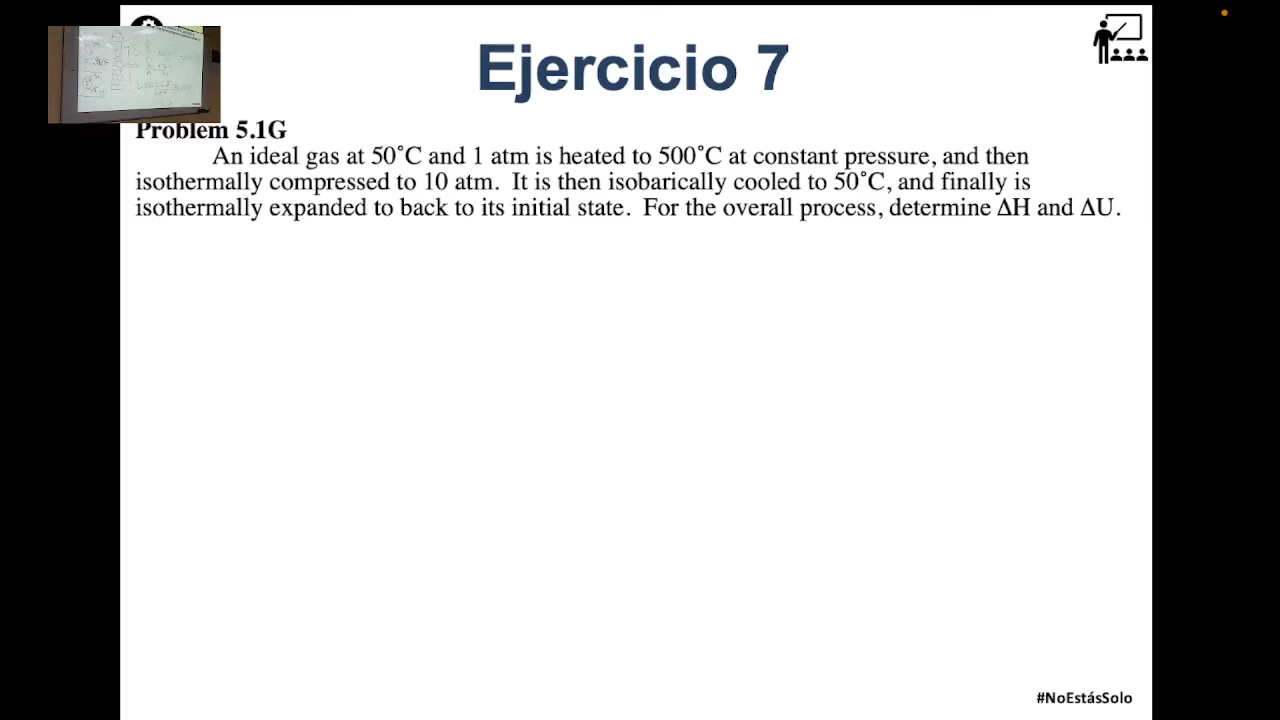 Ejercicio 7
Problem 5.1G
An ideal gas at 50˚C and 1 atm is heated to 500˚C at constant pressure, and then
isothermally compressed to 10 atm. It is then isobarically cooled to 50˚C, and finally is
isothermally expanded to back to its initial state. For the overall process, determine ΔH and ΔU.
#NoEstásSolo